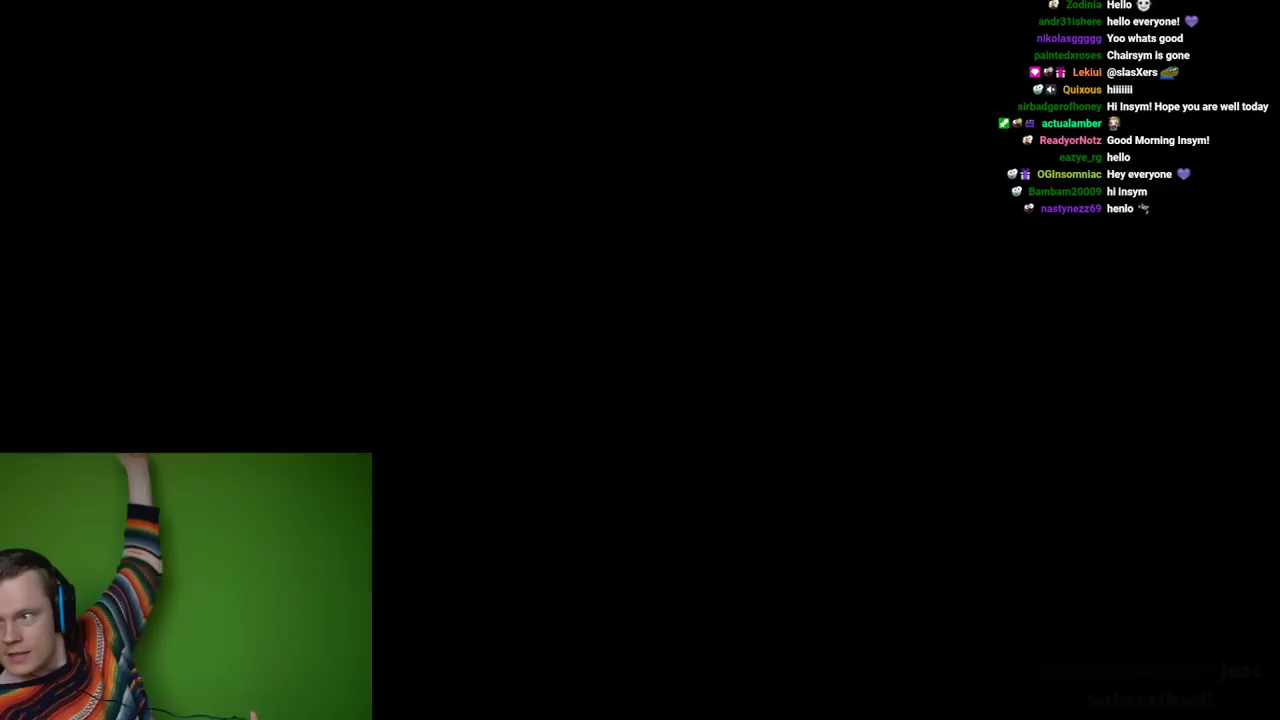 Zodinia Hello
andr31ishere hello everyone!
nikolasggggg Yoo whats good
paintedxroses Chairsym is gone
Lekiui @slasXers
Quixous hiiiiiii
sirbadgerofhoney Hi Insym! Hope you are well today
actualamber
ReadyorNotz Good Morning Insym!
eazye_rg hello
OGInsomniac Hey everyone
Bambam20009 hi insym
nastynezz69 henlo